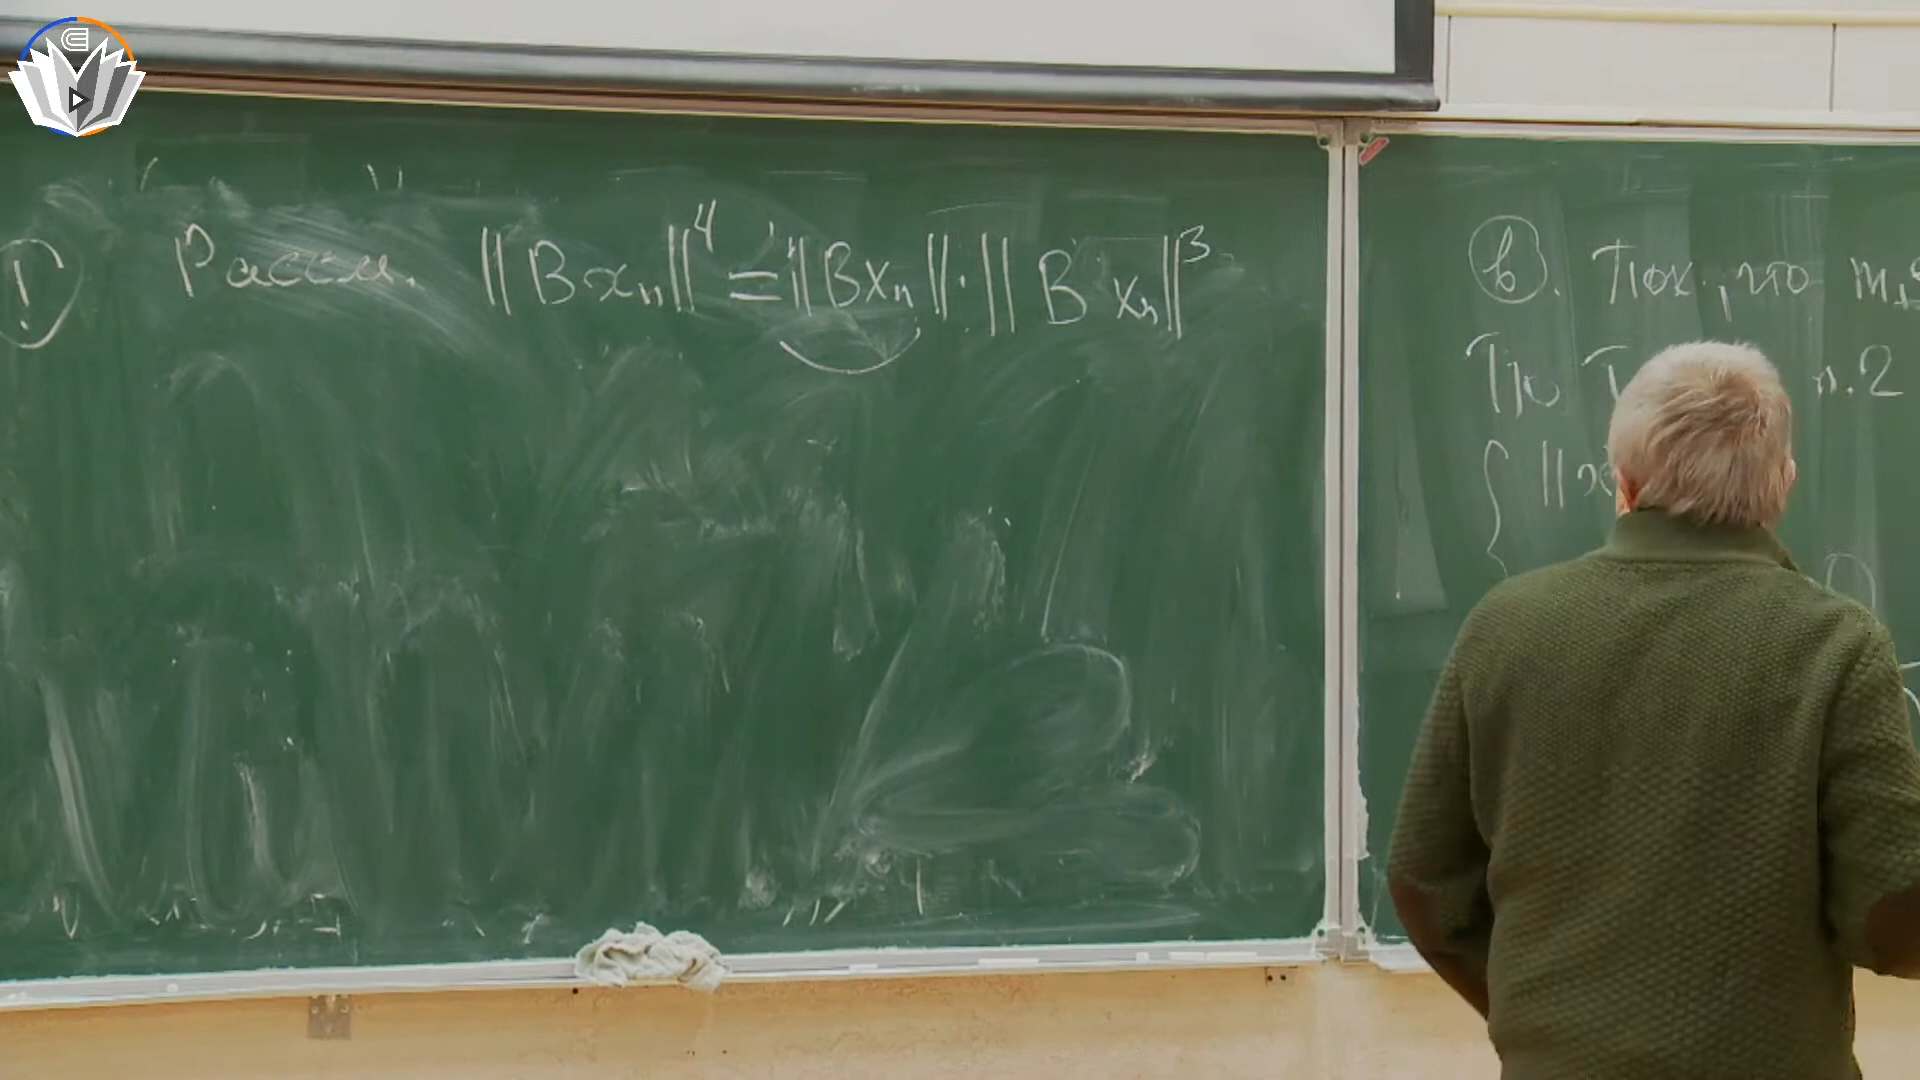 ! Рассм. ||Bxₙ||⁴ = ||Bxₙ|| · ||Bxₙ||³
b. Пок, что
По п.2
{ ||x